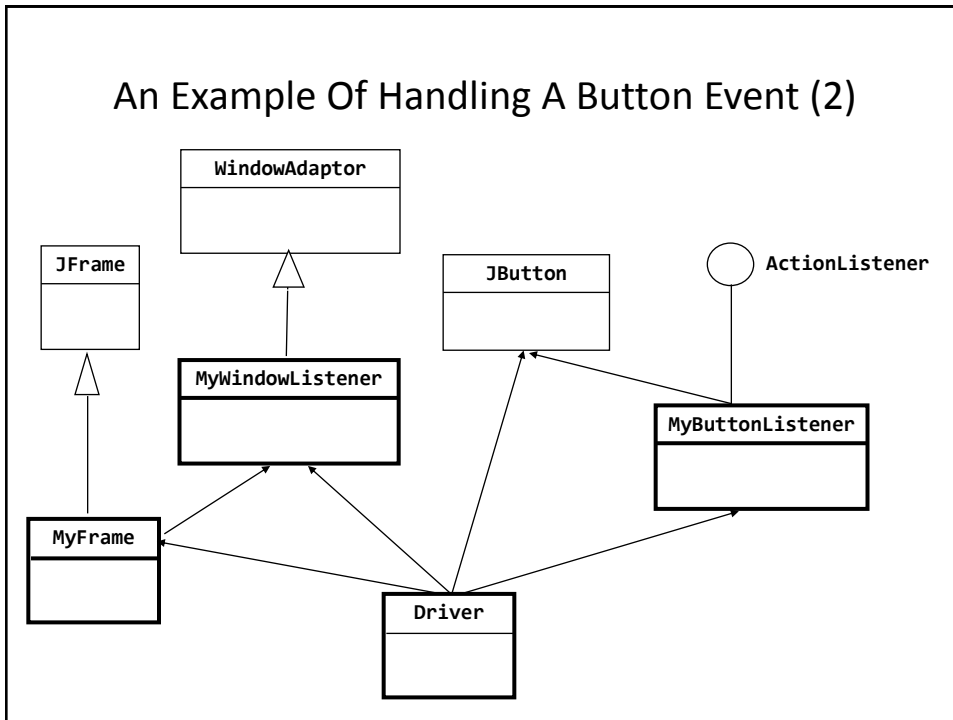 An Example Of Handling A Button Event (2)
WindowAdaptor
JFrame
JButton
ActionListener
MyWindowListener
MyButtonListener
MyFrame
Driver